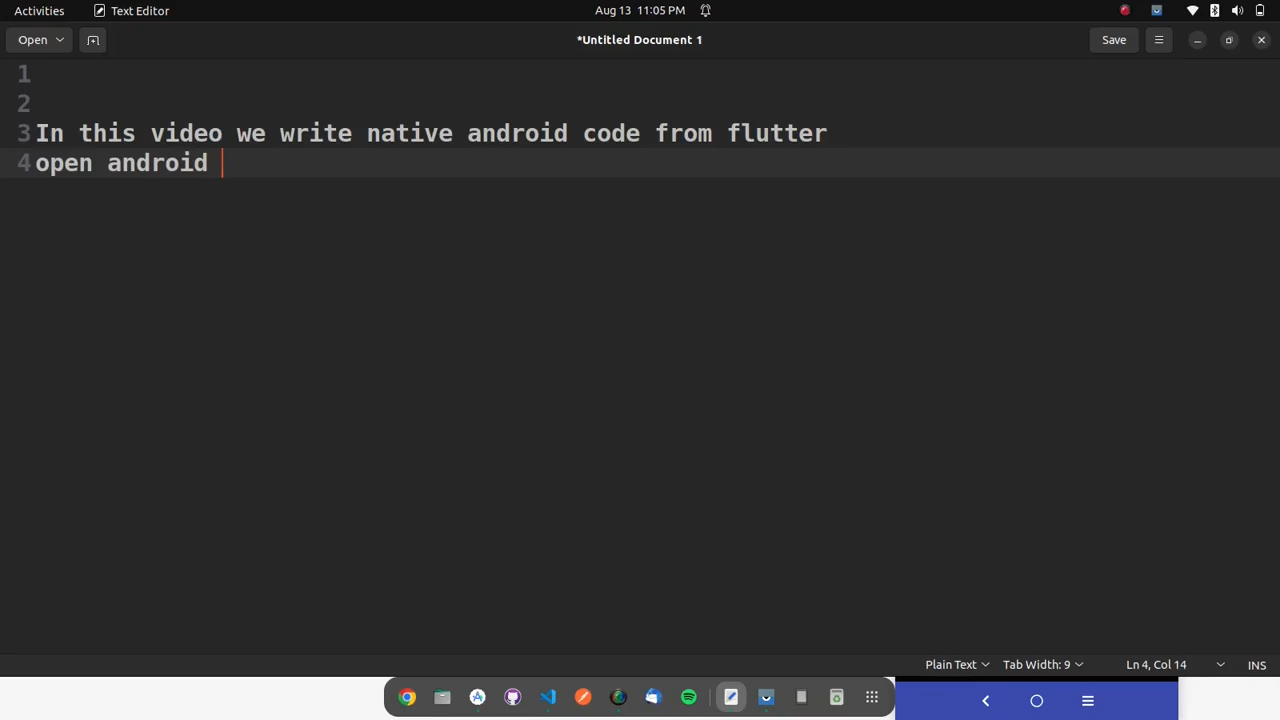 Activities Text Editor Aug 13 11:05 PM
Open *Untitled Document 1 Save
1
2
3 In this video we write native android code from flutter
4 open android
Plain Text Tab Width: 9 Ln 4, Col 14 INS